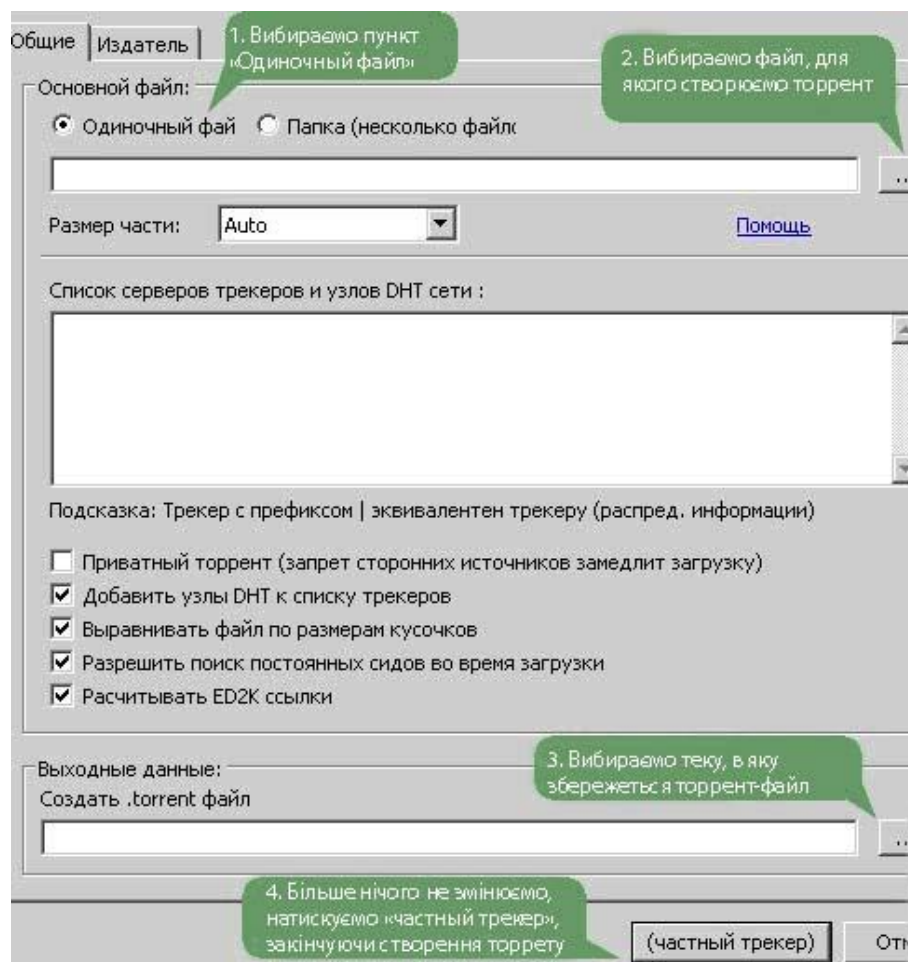 Общие Издатель
1. Вибираємо пункт
«Одиночный файл»
2. Вибираємо файл, для
якого створюємо торрент
Основной файл:
Одиночный фай Папка (несколько файло
..
Размер части: Auto Помощь
Список серверов трекеров и узлов DHT сети :
Подсказка: Трекер с префиксом | эквивалентен трекеру (распред. информации)
Приватный торрент (запрет сторонних источников замедлит загрузку)
Добавить узлы DHT к списку трекеров
Выравнивать файл по размерам кусочков
Разрешить поиск постоянных сидов во время загрузки
Расчитывать ED2K ссылки
Выходные данные:
3. Вибираємо теку, в яку
збережеться торрент-файл
Создать .torrent файл
..
4. Більше нічого не змінюємо,
натискуємо «частный трекер»,
закінчуючи створення торрету
(частный трекер) Отм